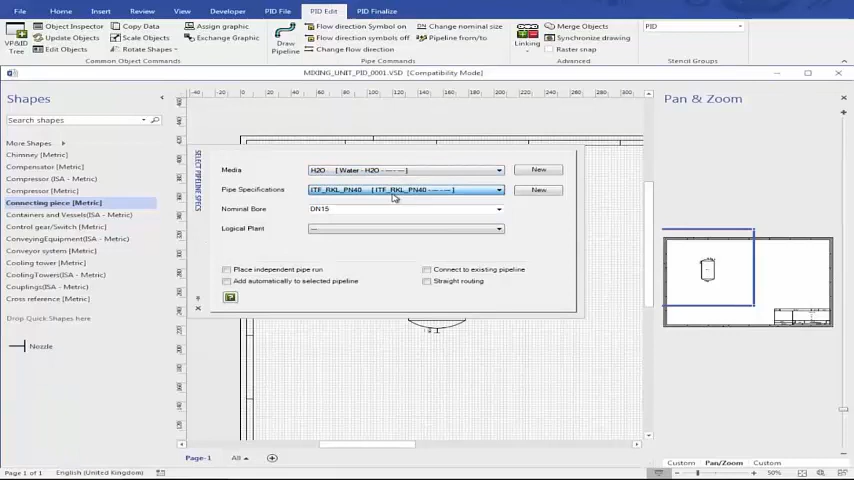 File Home Insert Review View Developer PID File PID Edit PID Finalize
VP&ID Tree
Object Inspector
Update Objects
Edit Objects
Copy Data
Scale Objects
Rotate Shapes
Assign graphic
Exchange Graphic
Common Object Commands
Draw Pipeline
Flow direction Symbol on
Flow direction symbols off
Change flow direction
Change nominal size
Pipeline from/to
Pipe Commands
Linking
Merge Objects
Synchronize drawing
Raster snap
Advanced
PID
Stencil Groups
MIXING_UNIT_PID_0001.VSD [Compatibility Mode]
Shapes
Search shapes
More Shapes
Chimney [Metric]
Compensator [Metric]
Compressor (ISA - Metric)
Compressor [Metric]
Connecting piece [Metric]
Containers and Vessels(ISA - Metric)
Control gear/Switch [Metric]
ConveyingEquipment(ISA - Metric)
Conveyor system [Metric]
Cooling tower [Metric]
CoolingTowers(ISA - Metric)
Couplings(ISA - Metric)
Cross reference [Metric]
Drop Quick Shapes here
Nozzle
SELECT PIPELINE SPECS
Media H2O [ Water - H2O - --- - --- ] New
Pipe Specifications ITF_RKL_PN40 [ ITF_RKL_PN40 - --- - --- ] New
Nominal Bore DN15
Logical Plant ---
Place independent pipe run Connect to existing pipeline
Add automatically to selected pipeline Straight routing
Pan & Zoom
Page-1 All
Custom Pan/Zoom Custom
Page 1 of 1 English (United Kingdom) 50%